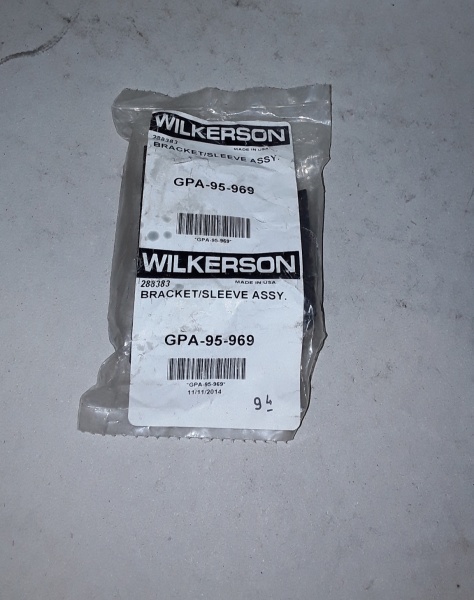 WILKERSON
288383
MADE IN USA
BRACKET/SLEEVE ASSY.
GPA-95-969
*GPA-95-969*
WILKERSON
288383
MADE IN USA
BRACKET/SLEEVE ASSY.
GPA-95-969
*GPA-95-969*
11/11/2014
94